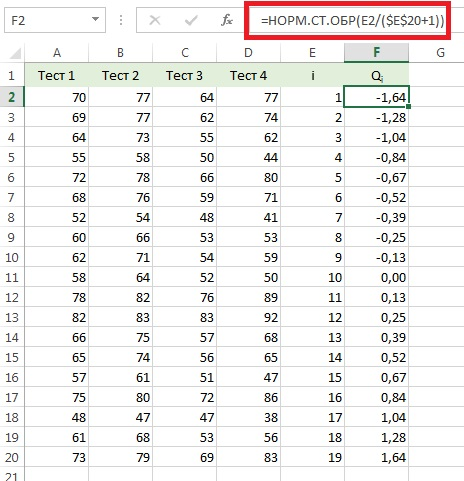 F2 fx =НОРМ.СТ.ОБР(E2/($E$20+1))
A B C D E F G
1 Тест 1 Тест 2 Тест 3 Тест 4 i Qi
2 70 77 64 77 1 -1,64
3 69 77 62 74 2 -1,28
4 64 73 55 62 3 -1,04
5 55 58 50 44 4 -0,84
6 72 78 66 80 5 -0,67
7 68 76 59 71 6 -0,52
8 52 54 48 41 7 -0,39
9 60 66 53 53 8 -0,25
10 62 71 54 59 9 -0,13
11 58 64 52 50 10 0,00
12 78 82 76 89 11 0,13
13 82 83 83 92 12 0,25
14 66 75 57 68 13 0,39
15 65 74 56 65 14 0,52
16 57 61 51 47 15 0,67
17 75 80 72 86 16 0,84
18 48 47 47 38 17 1,04
19 61 68 53 56 18 1,28
20 73 79 69 83 19 1,64
21